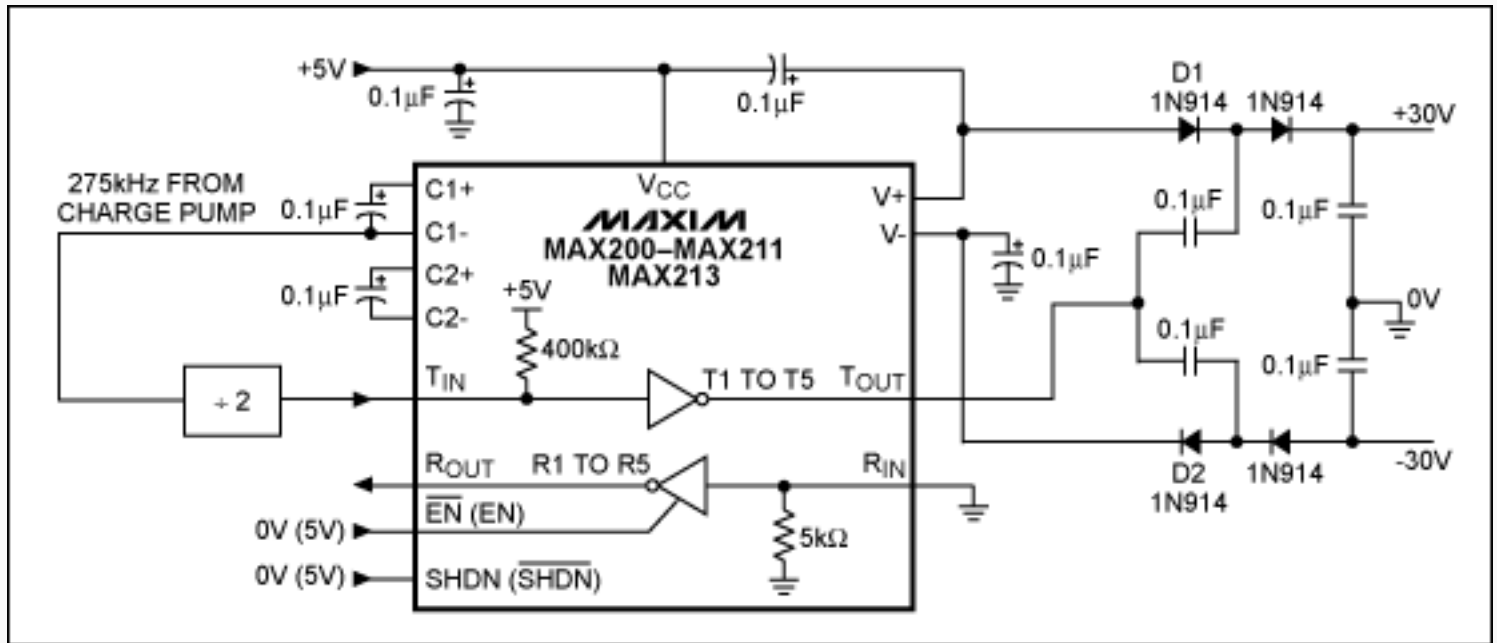 +5V
0.1µF
0.1µF
D1
1N914
1N914
+30V
275kHz FROM
CHARGE PUMP
0.1µF
C1+
C1-
C2+
C2-
0.1µF
VCC
MAXIM
MAX200–MAX211
MAX213
V+
V-
0.1µF
0.1µF
0.1µF
0V
+5V
400kΩ
0.1µF
0.1µF
÷ 2
TIN
T1 TO T5
TOUT
ROUT
R1 TO R5
RIN
-30V
D2
1N914
1N914
0V (5V)
EN (EN)
5kΩ
0V (5V)
SHDN (SHDN)